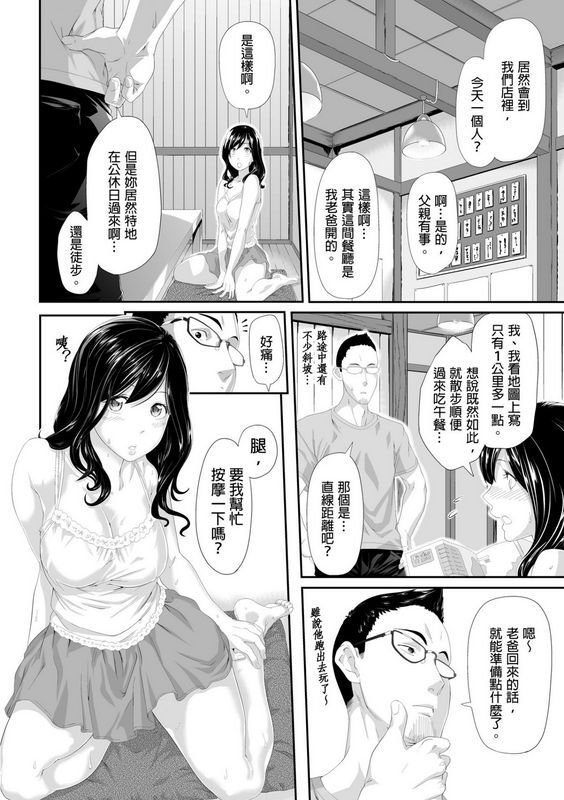 居然會到
我們店裡，
今天一個人？
啊…是的，
父親有事。
這樣啊…
其實這間餐廳是
我老爸開的。
是這樣啊。
但是妳居然特地
在公休日過來啊…
還是徒步。
我、我看地圖上寫
只有1公里多一點。
想說既然如此，
就散步順便
過來吃午餐…
路途中還有
不少斜坡…
那個是…
直線距離吧？
嗯～
老爸回來的話，
就能準備點什麼了。
雖說他跑出去玩了～
好痛…
咦？
腿，
要我幫忙
按摩一下嗎？